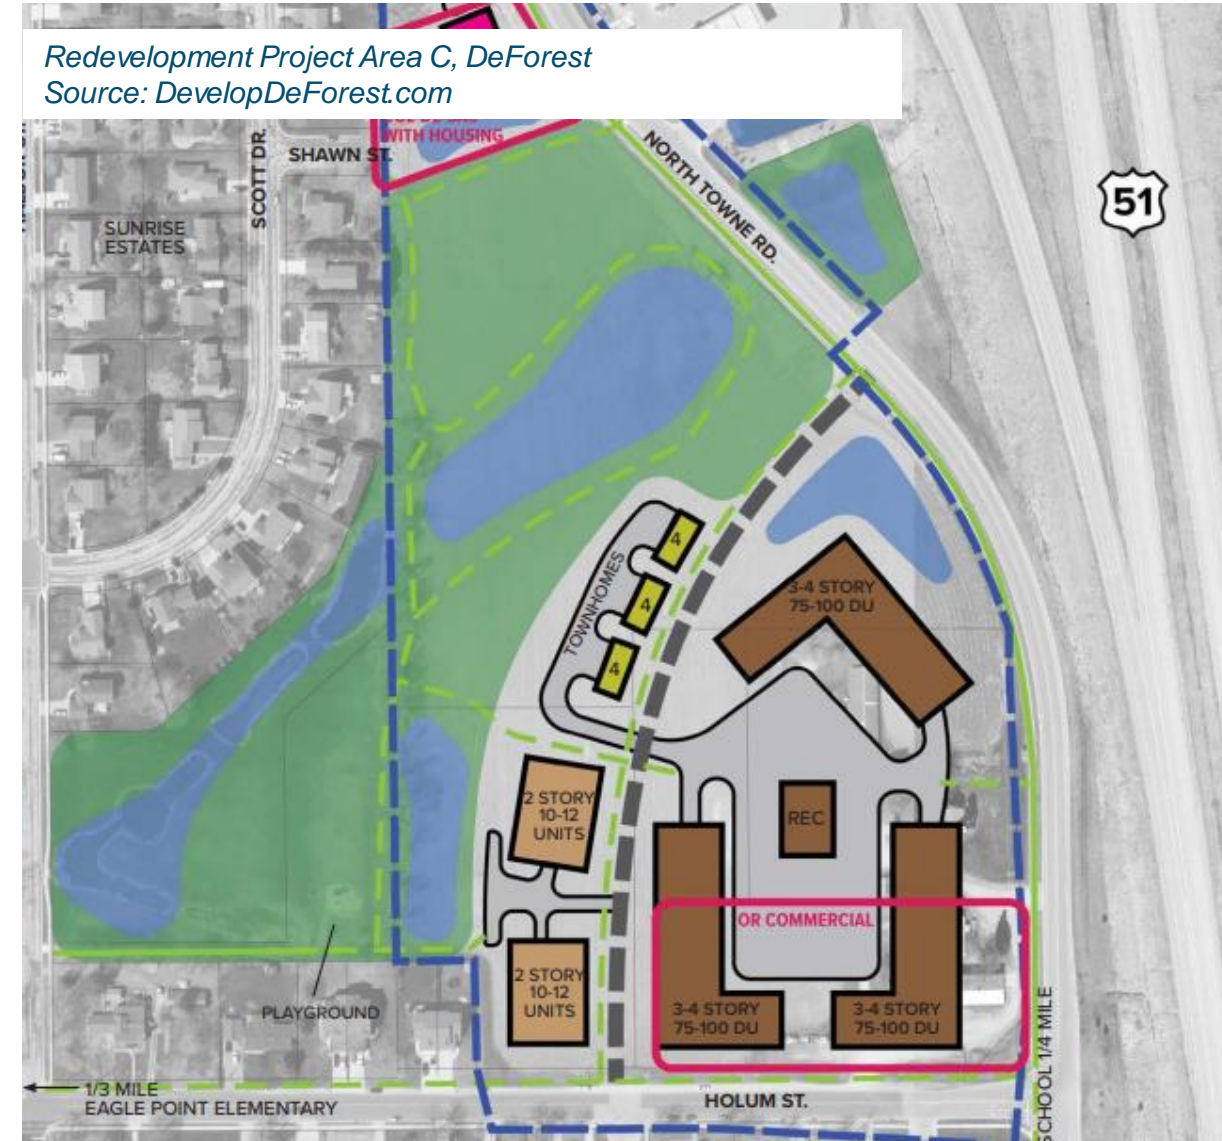 Redevelopment Project Area C, DeForest
Source: DevelopDeForest.com
WITH HOUSING
SHAWN ST.
SCOTT DR.
NORTH TOWNE RD.
51
SUNRISE
ESTATES
TOWNHOMES
4
4
4
3-4 STORY
75-100 DU
2 STORY
10-12
UNITS
REC
OR COMMERCIAL
2 STORY
10-12
UNITS
3-4 STORY
75-100 DU
3-4 STORY
75-100 DU
PLAYGROUND
1/3 MILE
EAGLE POINT ELEMENTARY
HOLUM ST.
1/4 MILE